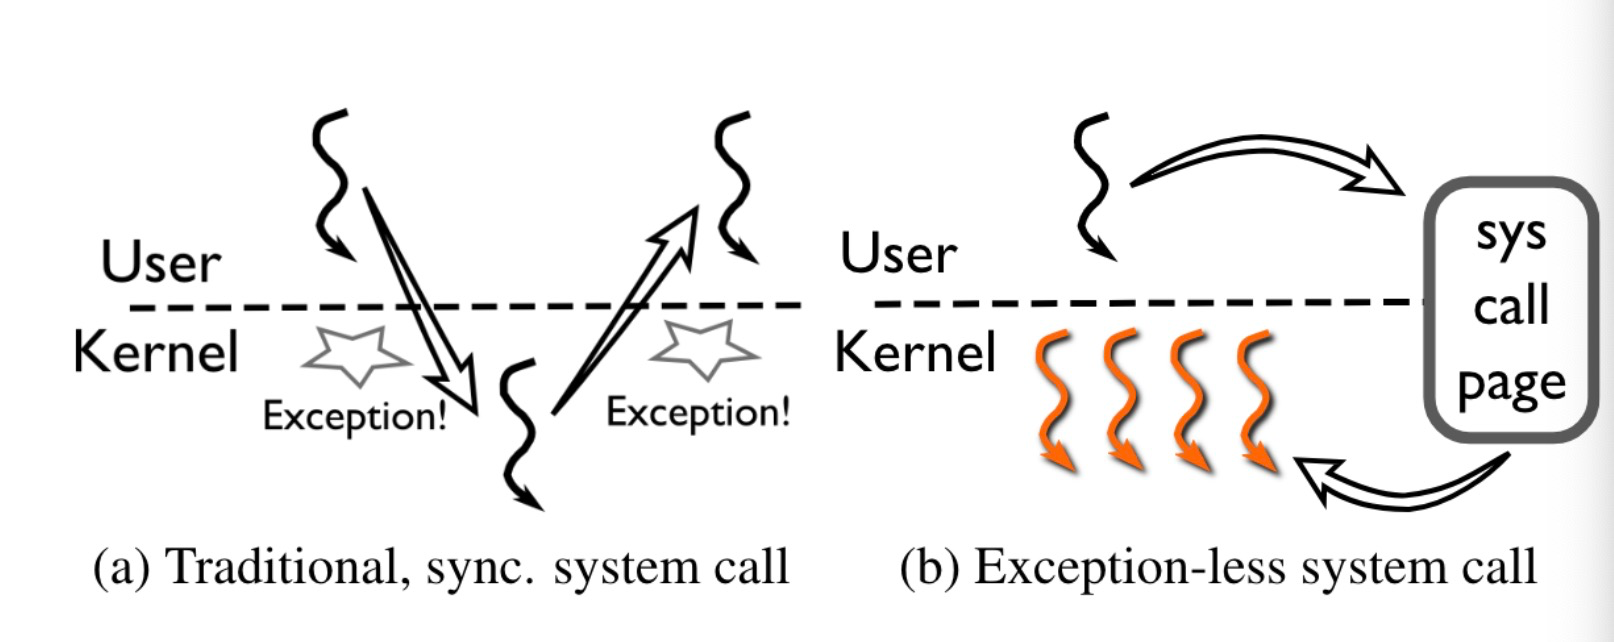 User
Kernel
Exception!
Exception!
(a) Traditional, sync. system call
User
Kernel
sys
call
page
(b) Exception-less system call